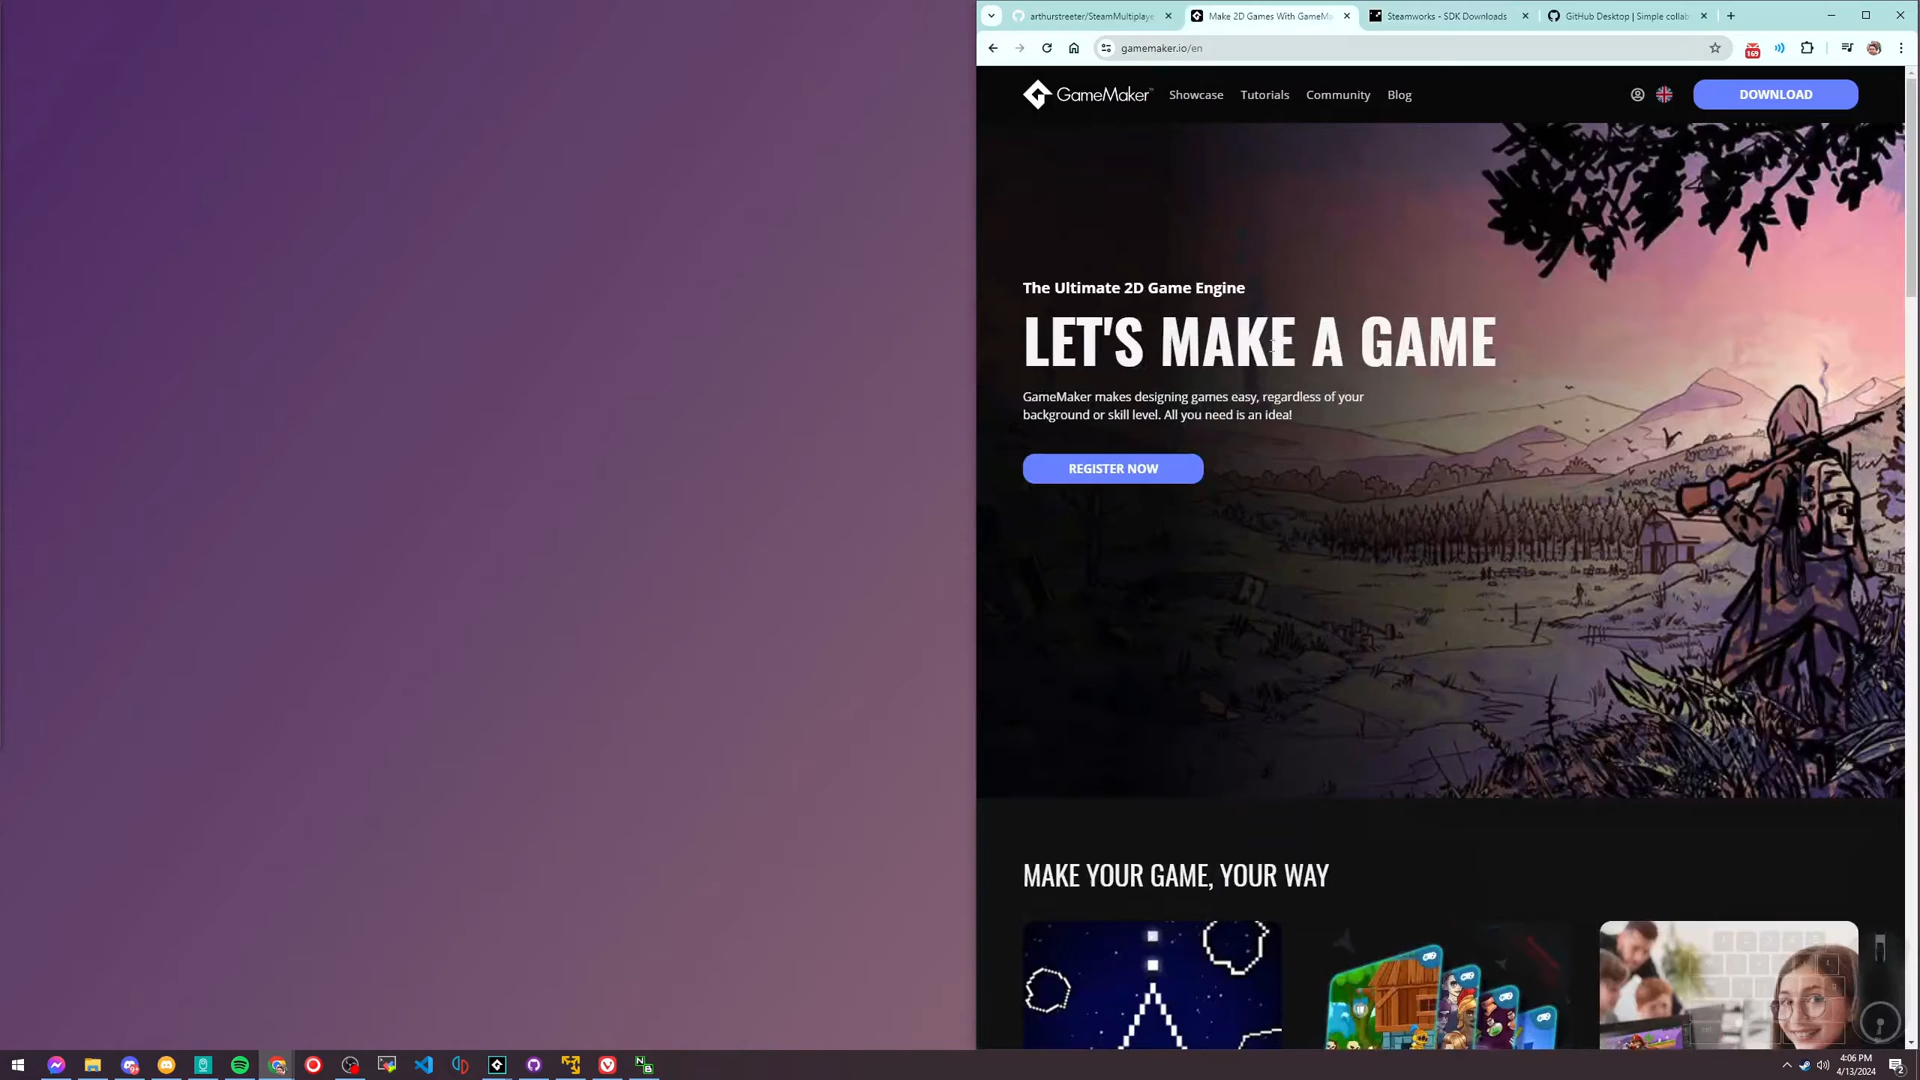 arthurstreeter/SteamMultiplaye
Make 2D Games With GameMa
Steamworks - SDK Downloads
GitHub Desktop | Simple collab
gamemaker.io/en
169
GameMaker
Showcase
Tutorials
Community
Blog
DOWNLOAD
The Ultimate 2D Game Engine
LET'S MAKE A GAME
GameMaker makes designing games easy, regardless of your
background or skill level. All you need is an idea!
REGISTER NOW
MAKE YOUR GAME, YOUR WAY
4:06 PM
4/13/2024